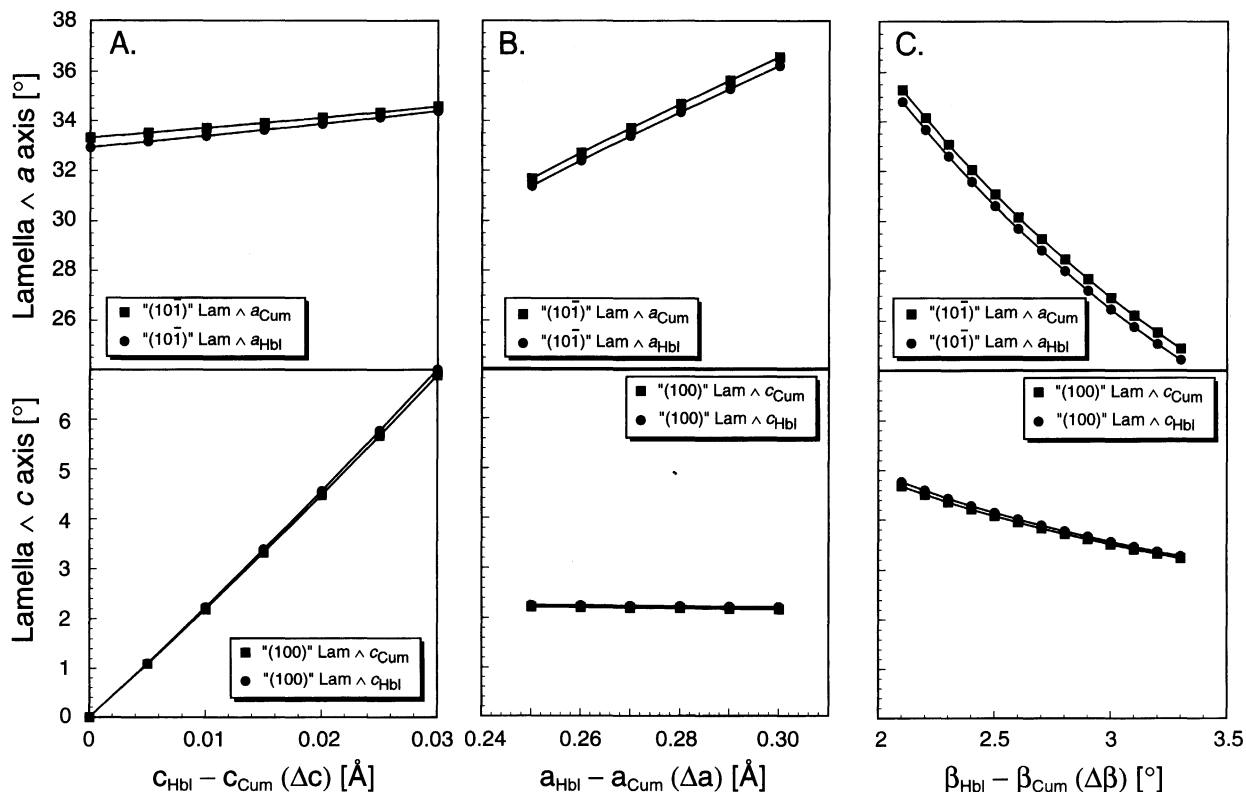 A.
B.
C.
Lamella ∧ a axis [°]
38
36
34
32
30
28
26
"(101̄)" Lam ∧ aCum
"(101̄)" Lam ∧ aHbl
"(101̄)" Lam ∧ aCum
"(101̄)" Lam ∧ aHbl
"(101̄)" Lam ∧ aCum
"(101̄)" Lam ∧ aHbl
Lamella ∧ c axis [°]
6
5
4
3
2
1
0
"(100)" Lam ∧ cCum
"(100)" Lam ∧ cHbl
"(100)" Lam ∧ cCum
"(100)" Lam ∧ cHbl
"(100)" Lam ∧ cCum
"(100)" Lam ∧ cHbl
0 0.01 0.02 0.03
0.24 0.26 0.28 0.30
2 2.5 3 3.5
cHbl – cCum (Δc) [Å]
aHbl – aCum (Δa) [Å]
βHbl – βCum (Δβ) [°]